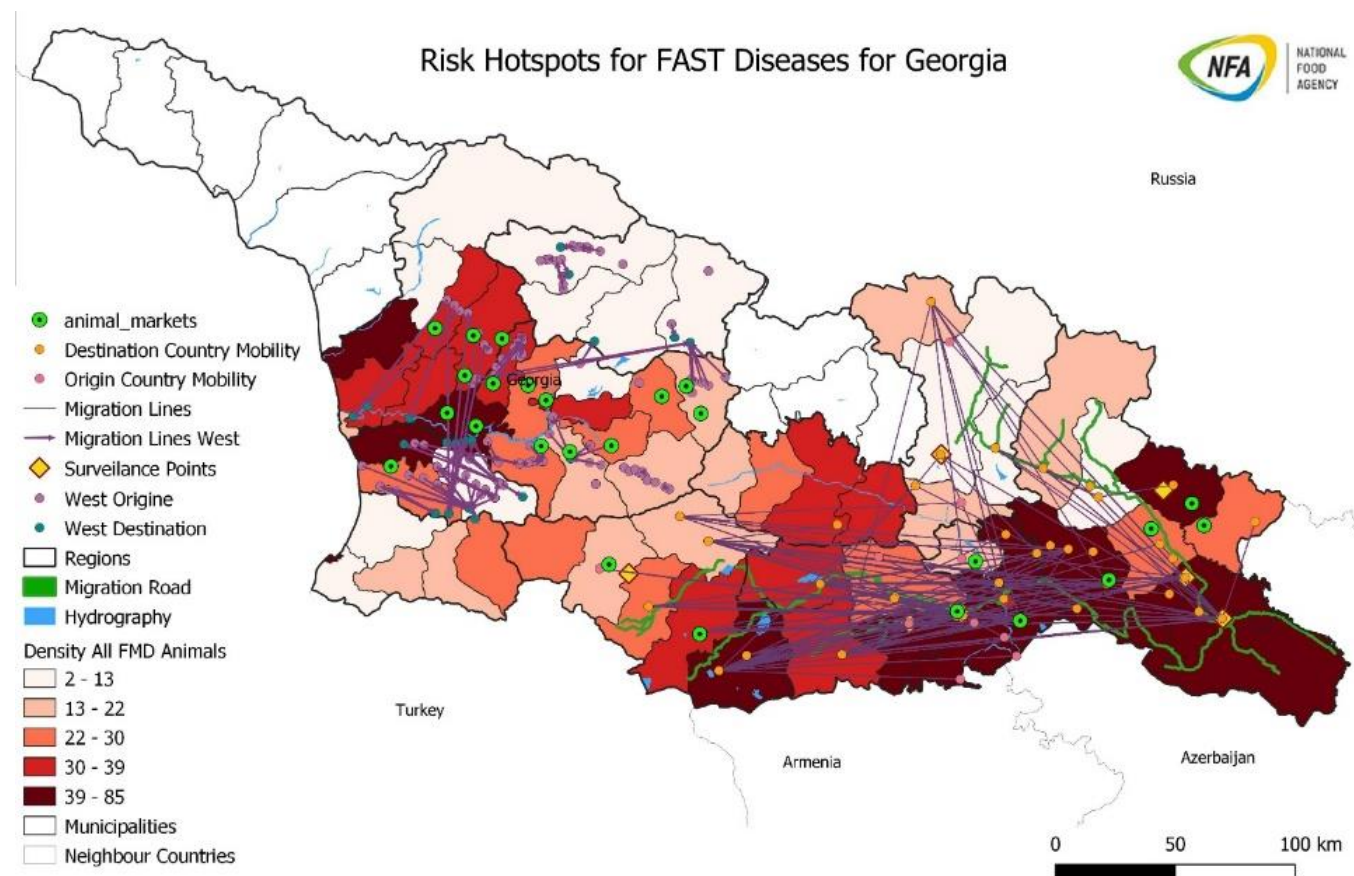 Risk Hotspots for FAST Diseases for Georgia
NFA
NATIONAL
FOOD
AGENCY
Russia
animal_markets
Destination Country Mobility
Origin Country Mobility
Migration Lines
Migration Lines West
Surveilance Points
West Origine
West Destination
Regions
Migration Road
Hydrography
Density All FMD Animals
2 - 13
13 - 22
22 - 30
30 - 39
39 - 85
Municipalities
Neighbour Countries
Georgia
Turkey
Armenia
Azerbaijan
0 50 100 km